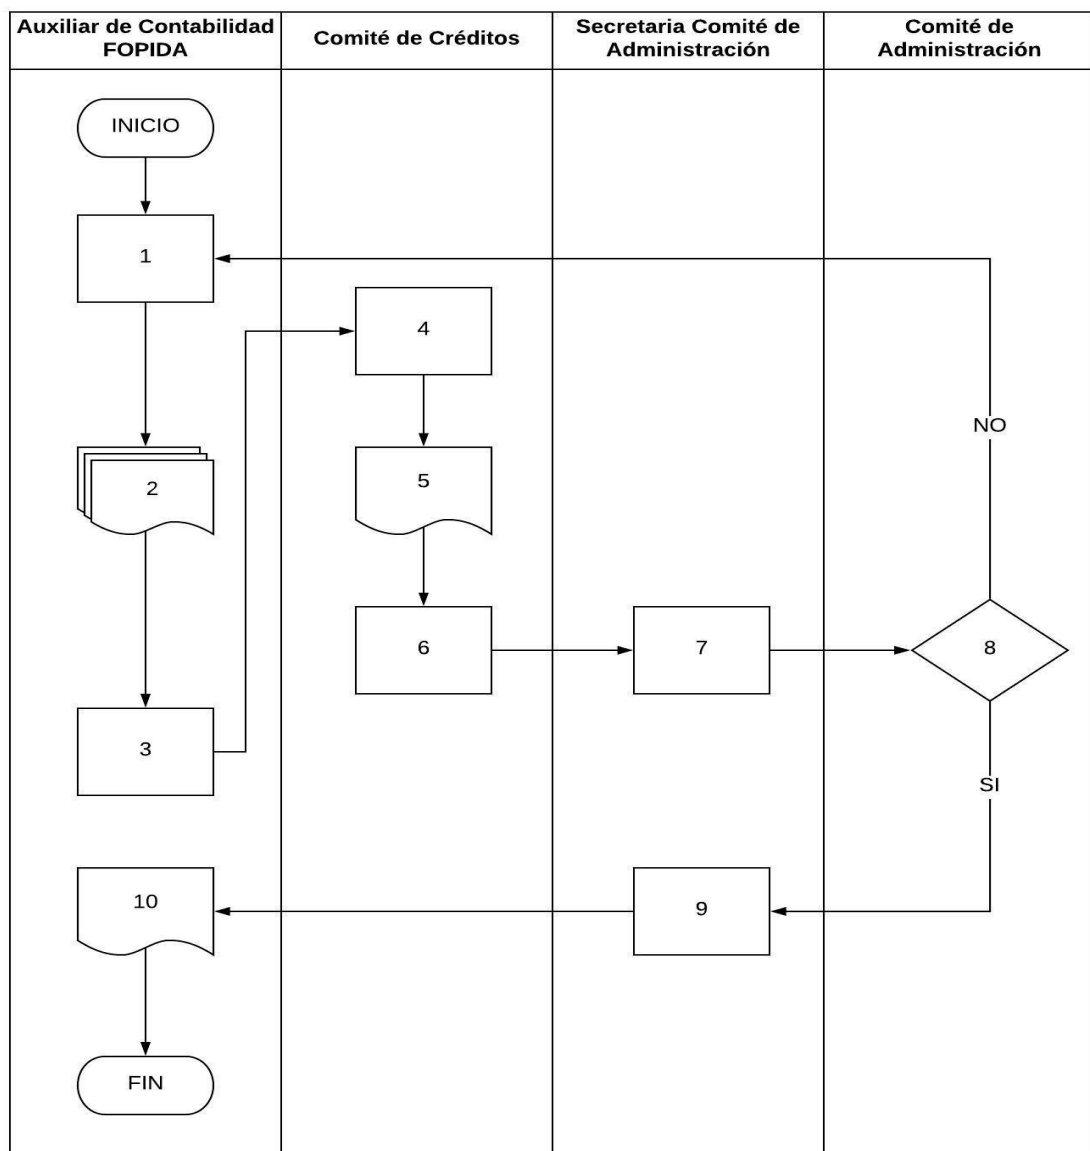 Auxiliar de Contabilidad
FOPIDA
Comité de Créditos
Secretaria Comité de
Administración
Comité de
Administración
INICIO
1
4
NO
2
5
6
7
8
3
SI
10
9
FIN